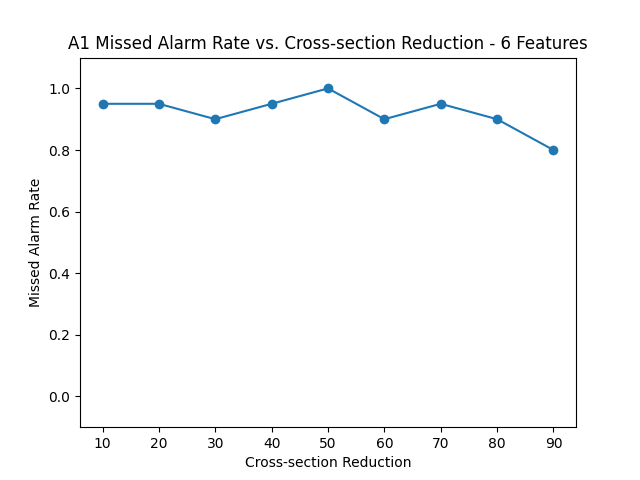 A1 Missed Alarm Rate vs. Cross-section Reduction - 6 Features
1.0
0.8
0.6
0.4
0.2
0.0
Missed Alarm Rate
10 20 30 40 50 60 70 80 90
Cross-section Reduction